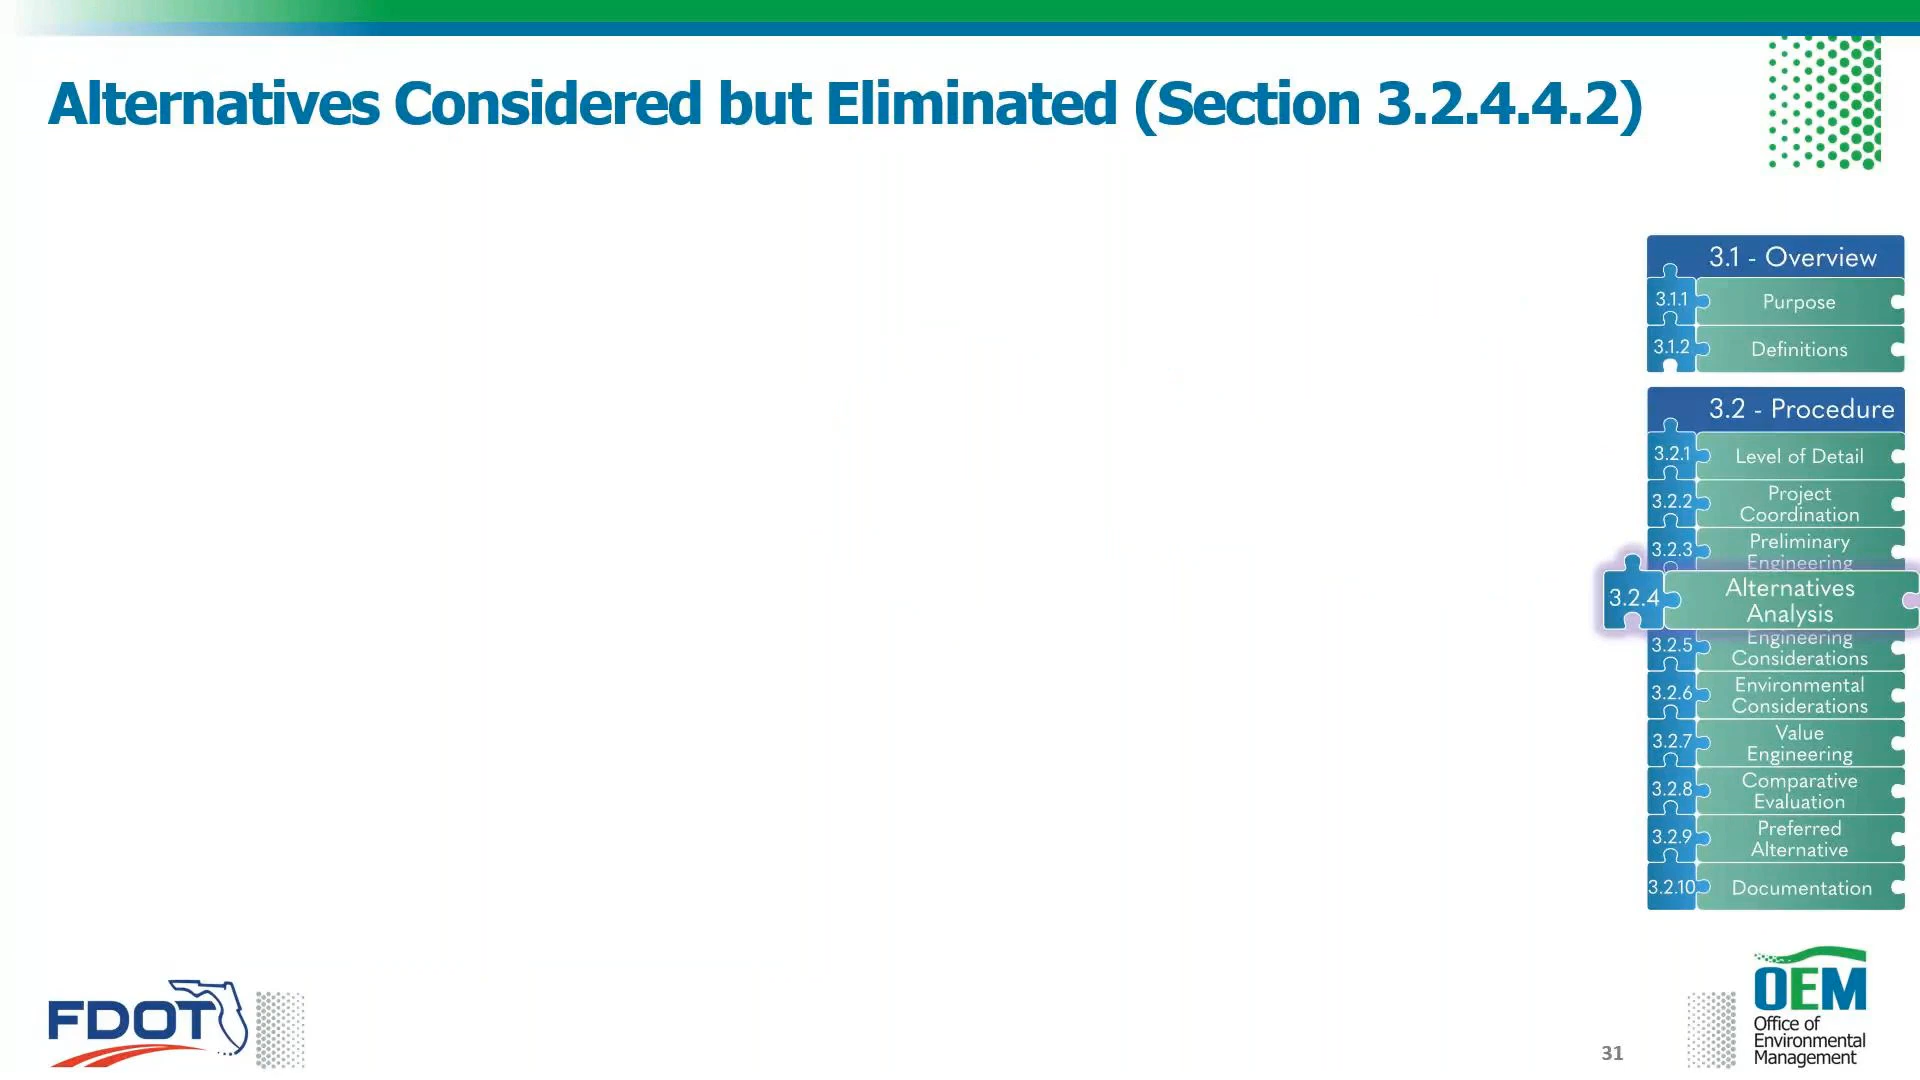 Alternatives Considered but Eliminated (Section 3.2.4.4.2)
3.1 - Overview
3.1.1 Purpose
3.1.2 Definitions
3.2 - Procedure
3.2.1 Level of Detail
3.2.2 Project
Coordination
3.2.3 Preliminary
Engineering
3.2.4 Alternatives
Analysis
3.2.5 Engineering
Considerations
3.2.6 Environmental
Considerations
3.2.7 Value
Engineering
3.2.8 Comparative
Evaluation
3.2.9 Preferred
Alternative
3.2.10 Documentation
FDOT
31
OEM
Office of
Environmental
Management